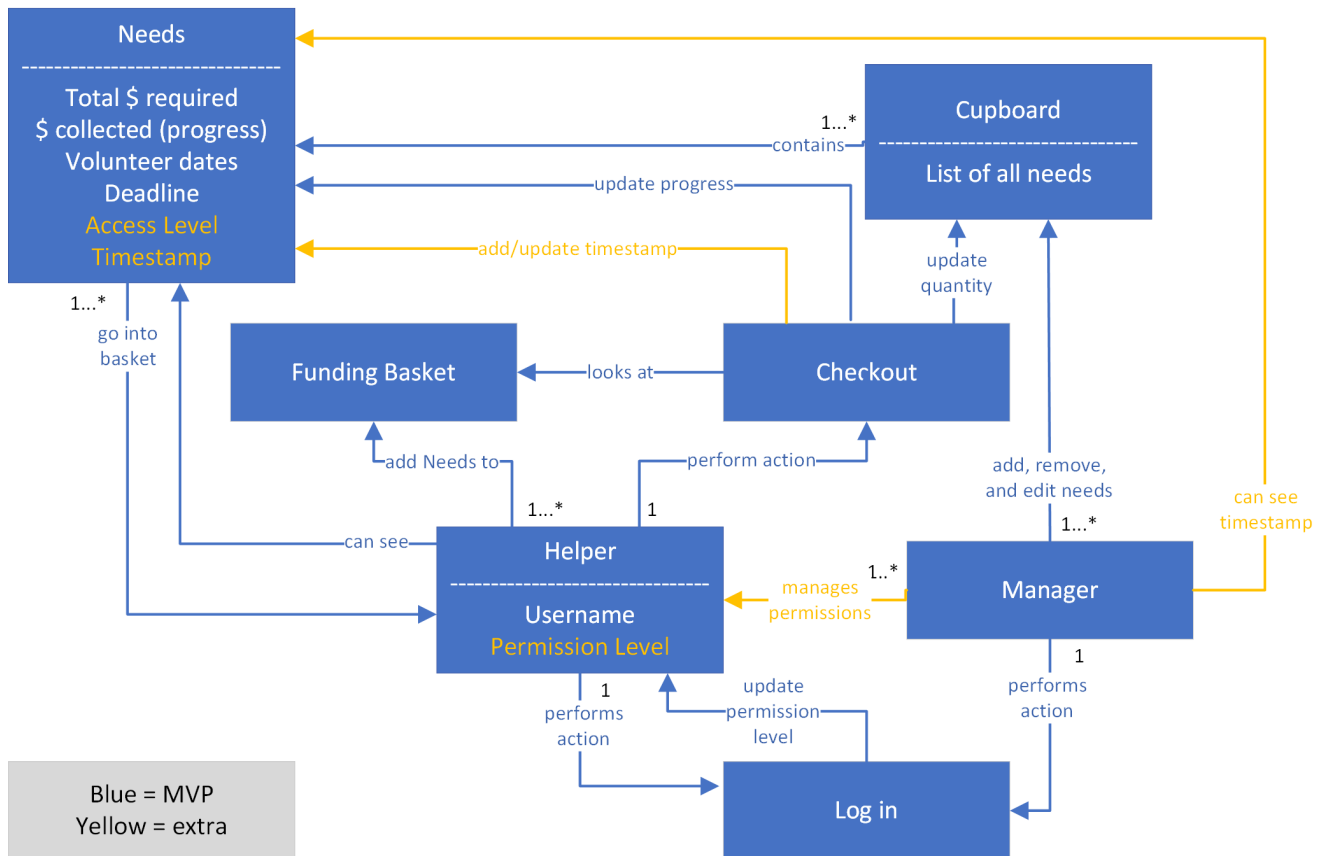 Needs
--------------------------------
Total $ required
$ collected (progress)
Volunteer dates
Deadline
Access Level
Timestamp
Cupboard
--------------------------------
List of all needs
1...*
contains
update progress
add/update timestamp
update
quantity
1...*
go into
basket
Funding Basket
looks at
Checkout
add Needs to
perform action
add, remove,
and edit needs
can see
timestamp
1...*
1
1...*
can see
Helper
--------------------------------
Username
Permission Level
1..*
manages
permissions
Manager
1
performs
action
update
permission
level
1
performs
action
Log in
Blue = MVP
Yellow = extra